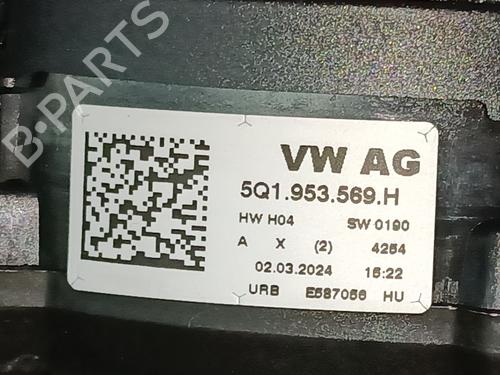 B-PARTS
VW AG
5Q1.953.569.H
HW H04 SW 0190
A X (2) 4254
02.03.2024 15:22
URB E587056 HU